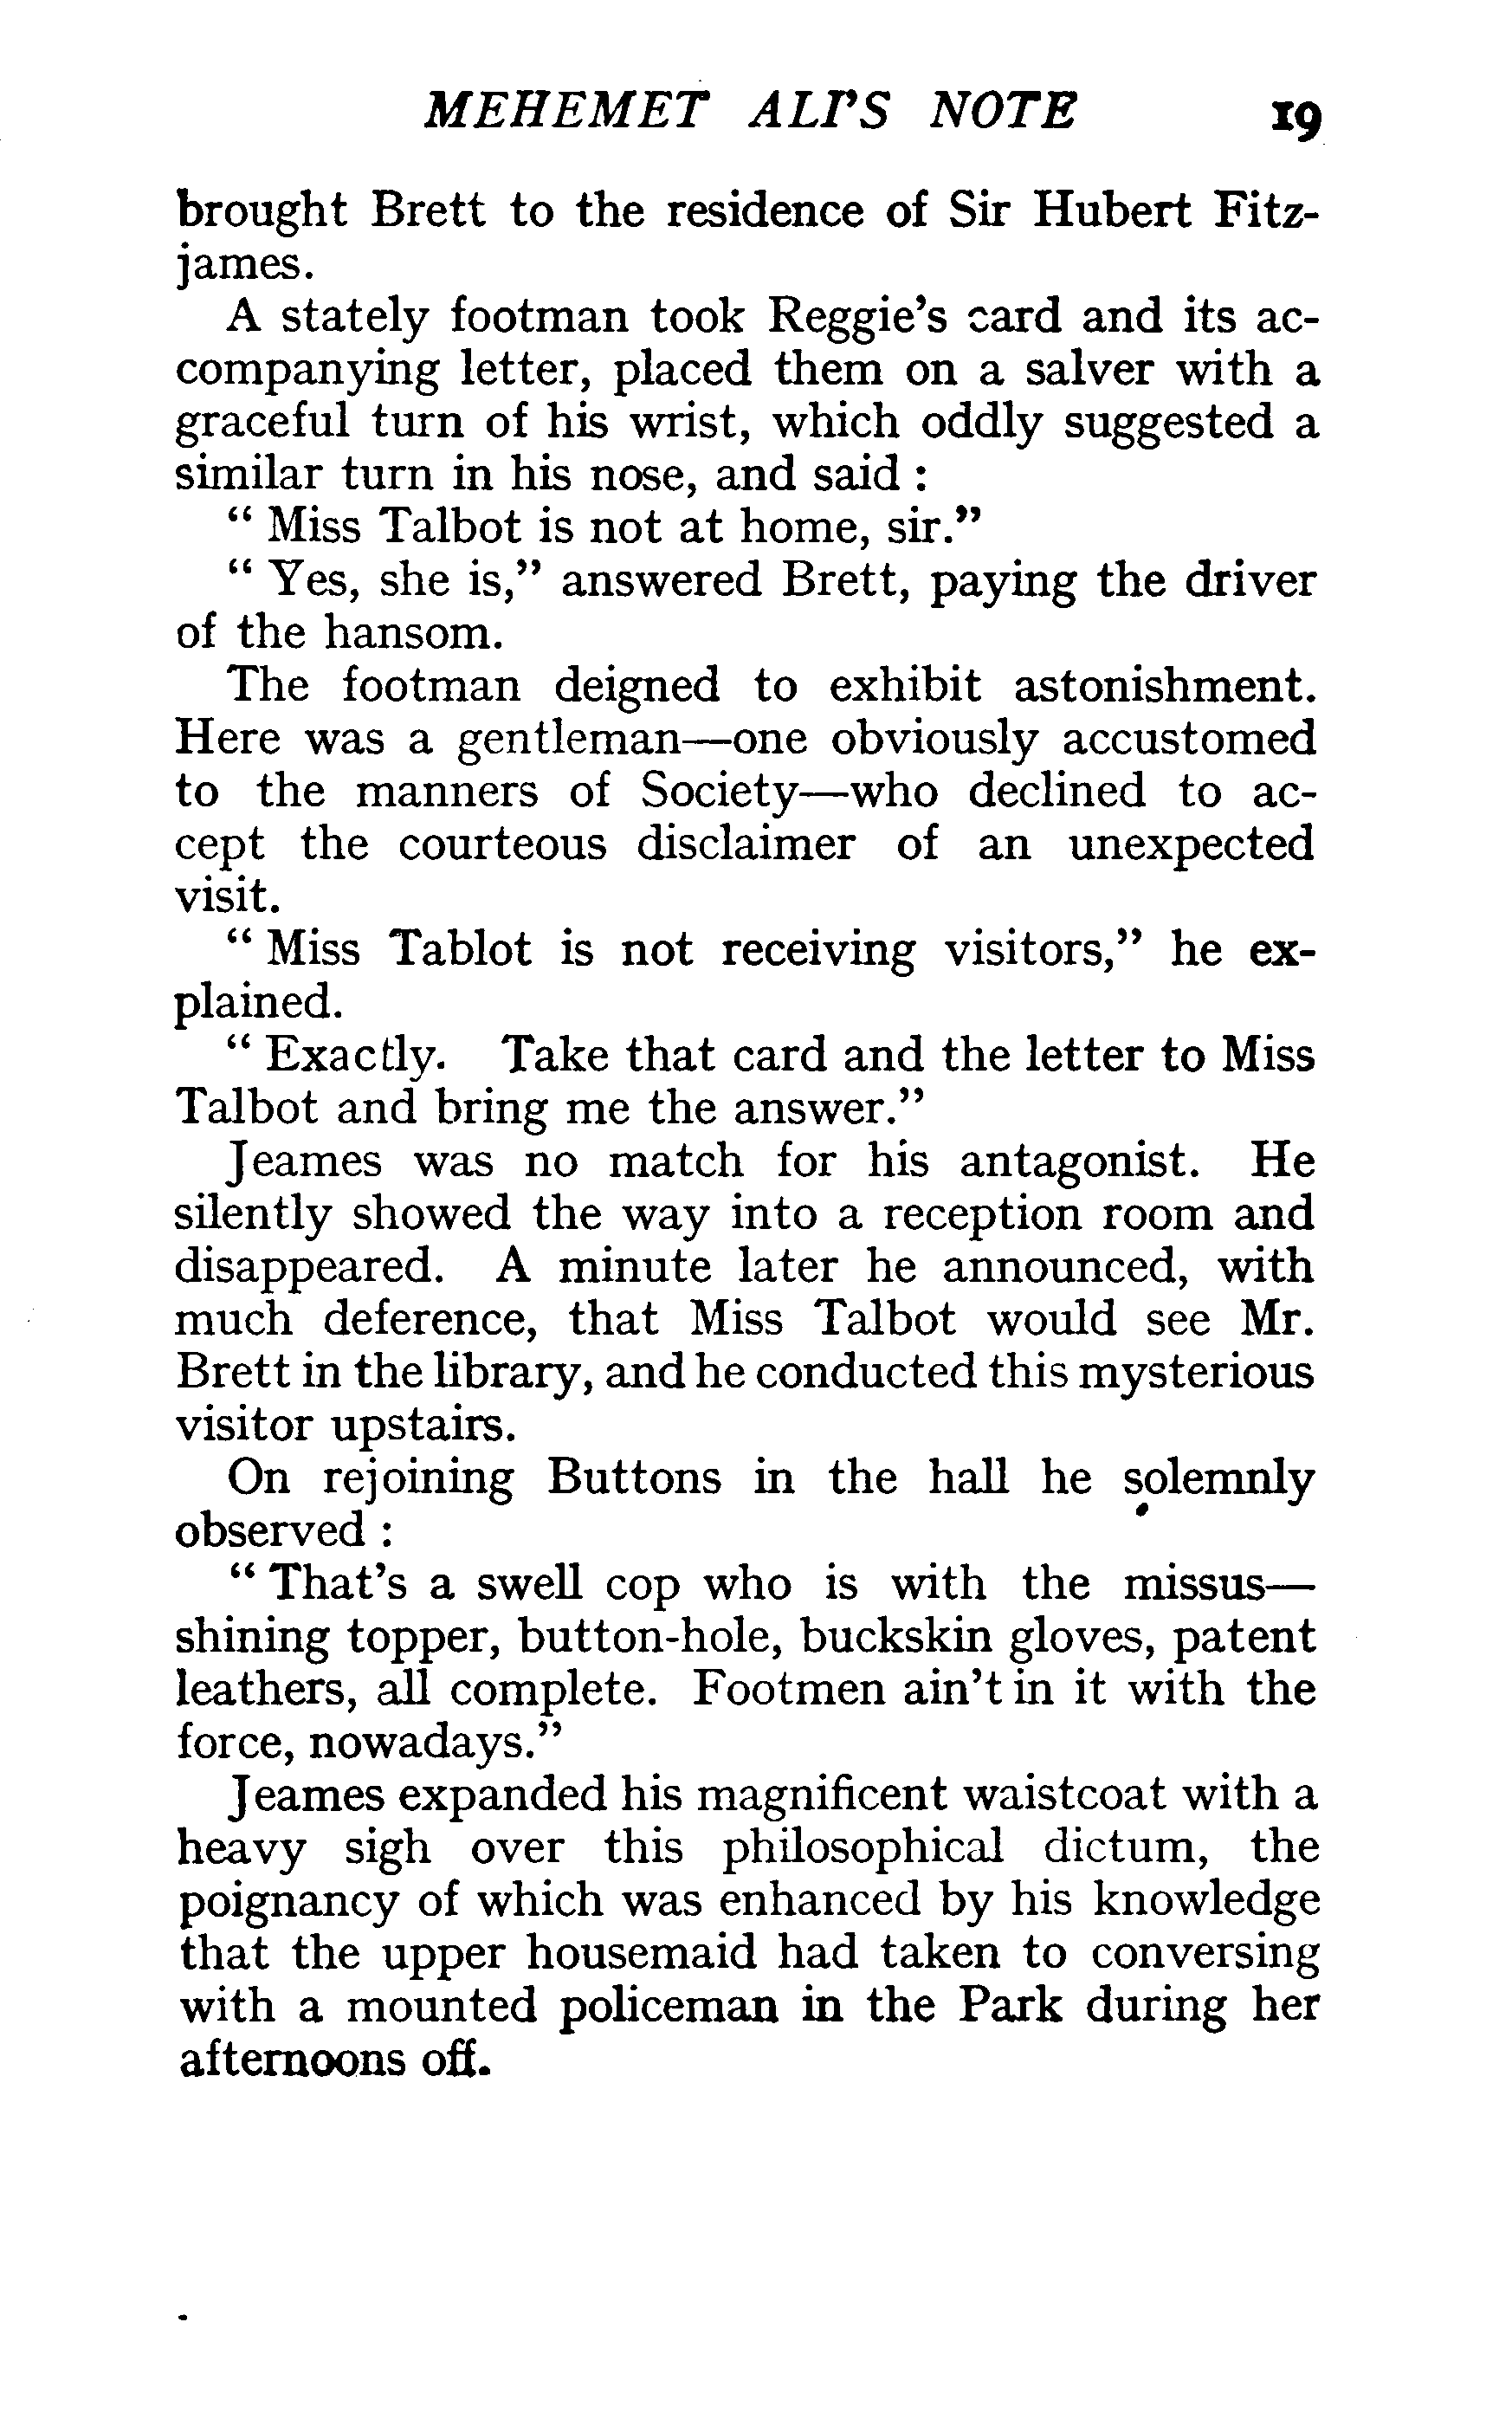 MEHEMET ALI'S NOTE 19
brought Brett to the residence of Sir Hubert Fitz-
james.
A stately footman took Reggie's card and its ac-
companying letter, placed them on a salver with a
graceful turn of his wrist, which oddly suggested a
similar turn in his nose, and said :
“ Miss Talbot is not at home, sir.”
“ Yes, she is,” answered Brett, paying the driver
of the hansom.
The footman deigned to exhibit astonishment.
Here was a gentleman—one obviously accustomed
to the manners of Society—who declined to ac-
cept the courteous disclaimer of an unexpected
visit.
“ Miss Tablot is not receiving visitors,” he ex-
plained.
“ Exactly. Take that card and the letter to Miss
Talbot and bring me the answer.”
Jeames was no match for his antagonist. He
silently showed the way into a reception room and
disappeared. A minute later he announced, with
much deference, that Miss Talbot would see Mr.
Brett in the library, and he conducted this mysterious
visitor upstairs.
On rejoining Buttons in the hall he solemnly
observed :
“ That's a swell cop who is with the missus—
shining topper, button-hole, buckskin gloves, patent
leathers, all complete. Footmen ain't in it with the
force, nowadays.”
Jeames expanded his magnificent waistcoat with a
heavy sigh over this philosophical dictum, the
poignancy of which was enhanced by his knowledge
that the upper housemaid had taken to conversing
with a mounted policeman in the Park during her
afternoons off.